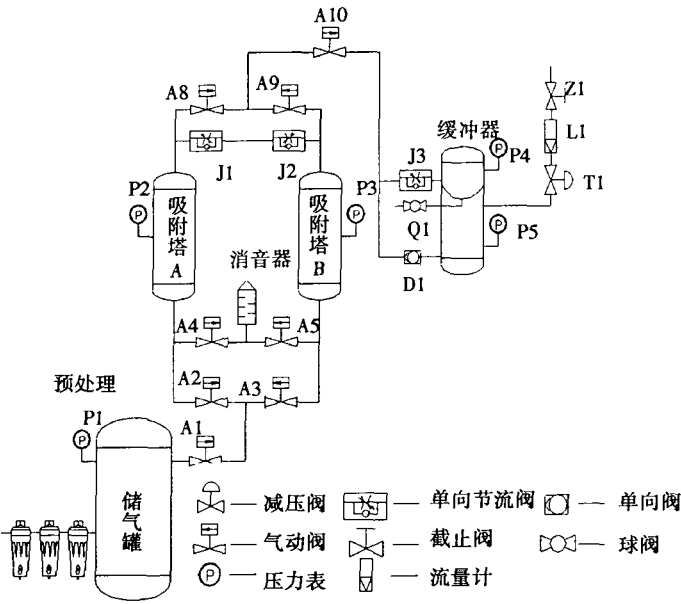 A10
A8
A9
Z1
L1
缓冲器
J1
J2
J3
P4
T1
P2
P3
P
P
P
P
吸附塔A
吸附塔B
Q1
P5
消音器
D1
A4
A5
A2
A3
预处理
P1
A1
P
储气罐
减压阀
单向节流阀
单向阀
气动阀
截止阀
球阀
P
压力表
流量计